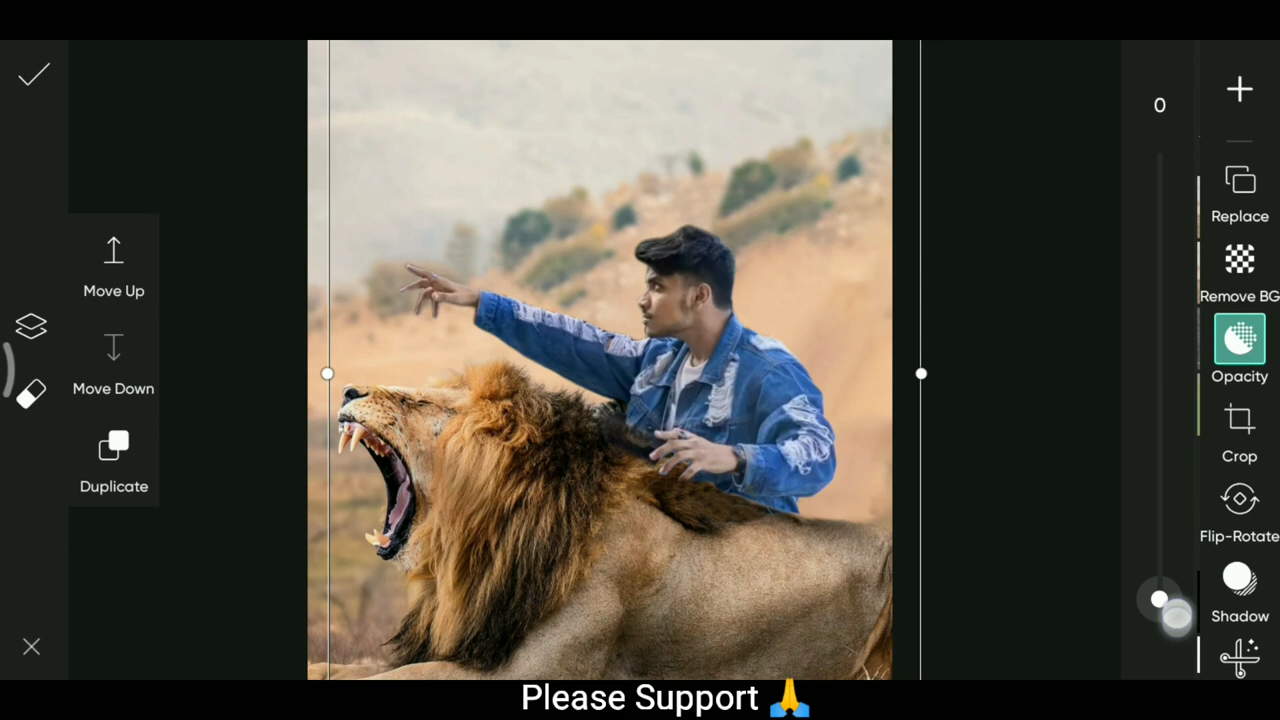 0
Replace
Move Up
Remove BG
Opacity
Move Down
Crop
Duplicate
Flip-Rotate
Shadow
Please Support 🙏